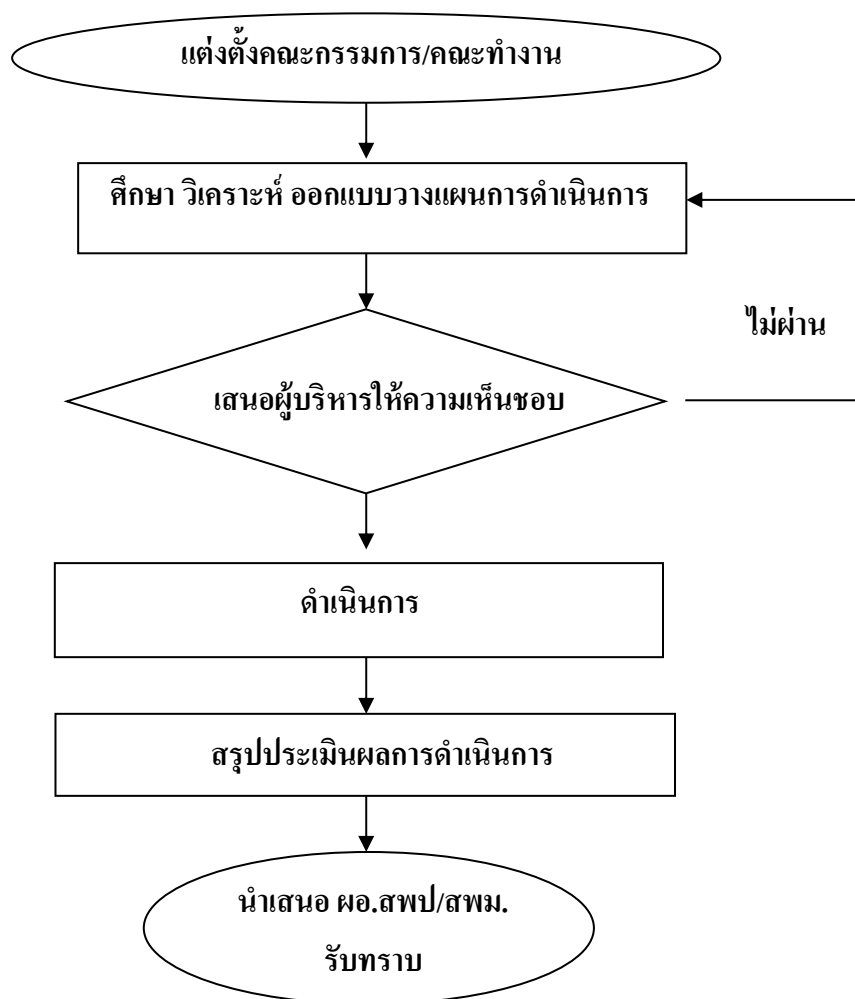 แต่งตั้งคณะกรรมการ/คณะทำงาน
ศึกษา วิเคราะห์ ออกแบบวางแผนการดำเนินการ
ไม่ผ่าน
เสนอผู้บริหารให้ความเห็นชอบ
ดำเนินการ
สรุปประเมินผลการดำเนินการ
นำเสนอ ผอ.สพป/สพม.
รับทราบ